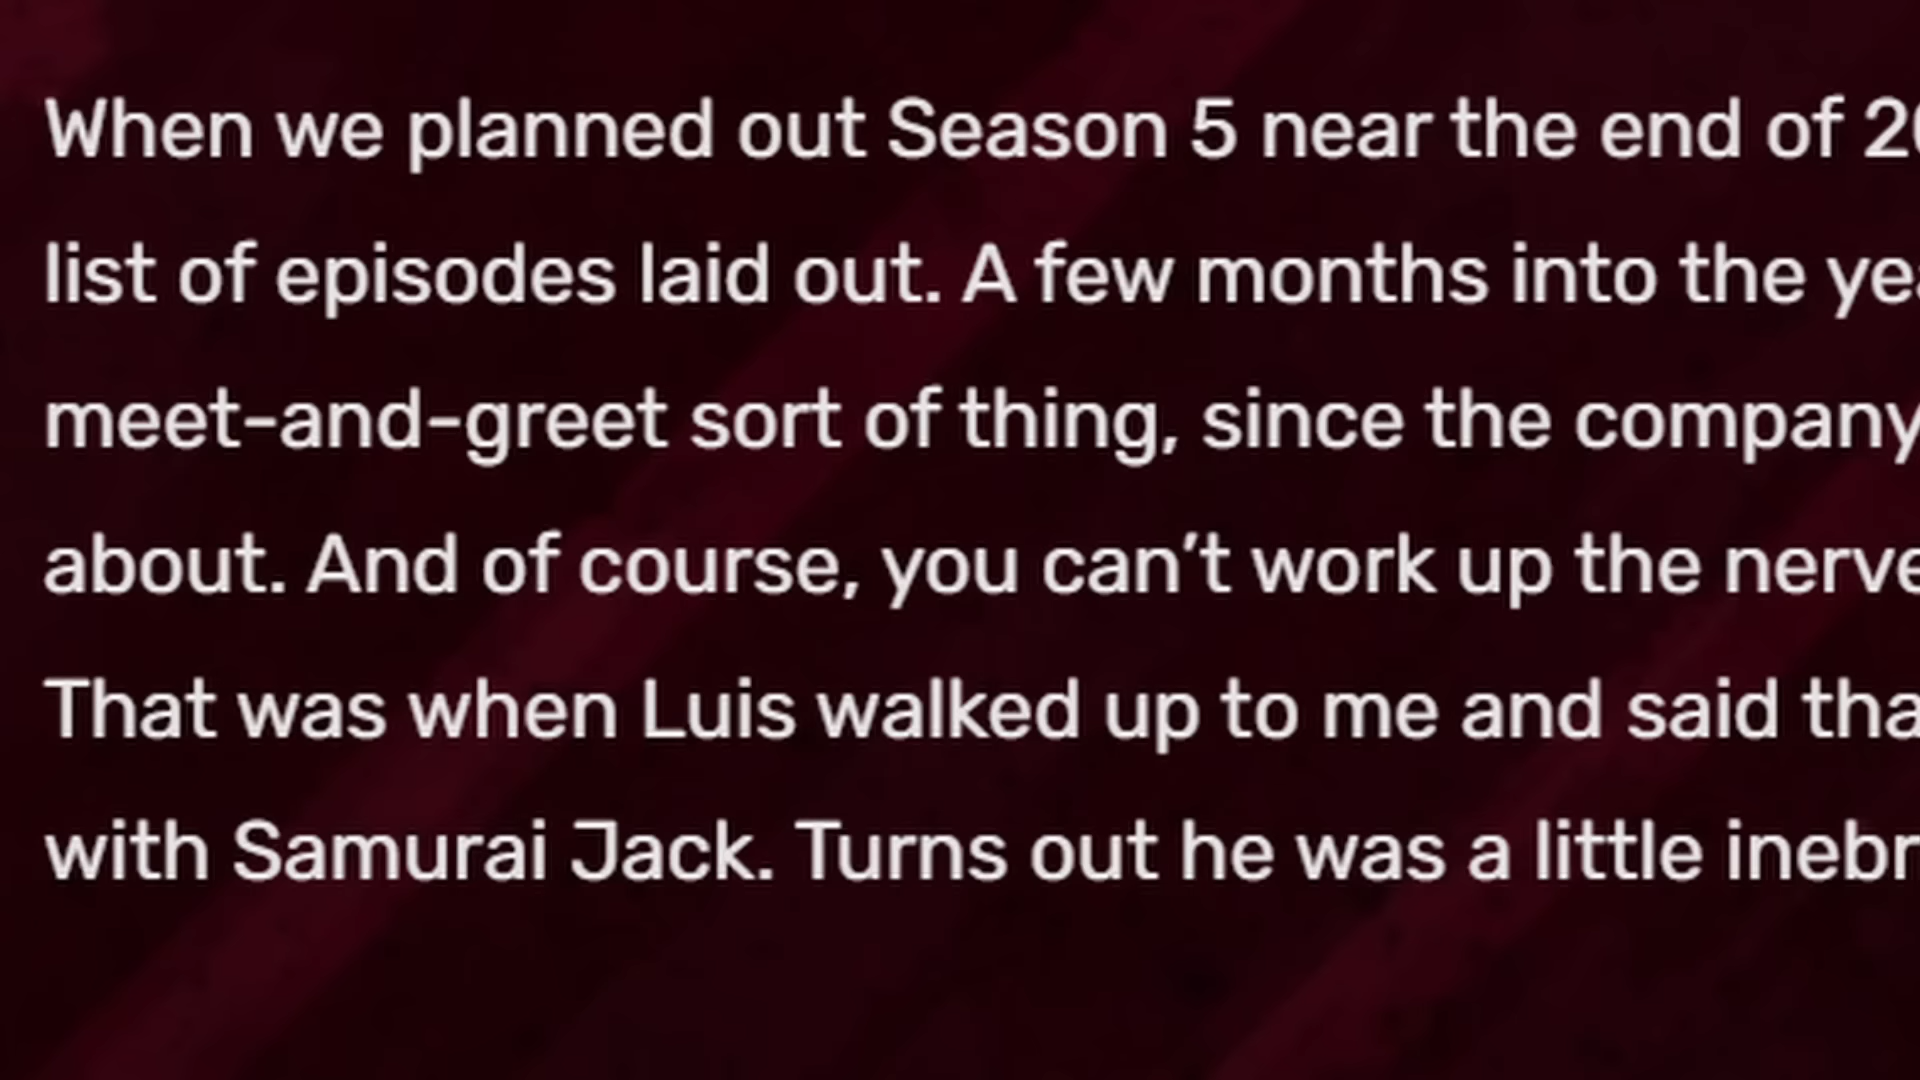 When we planned out Season 5 near the end of
list of episodes laid out. A few months into the
meet-and-greet sort of thing, since the company
about. And of course, you can’t work up the nerve
That was when Luis walked up to me and said
with Samurai Jack. Turns out he was a little